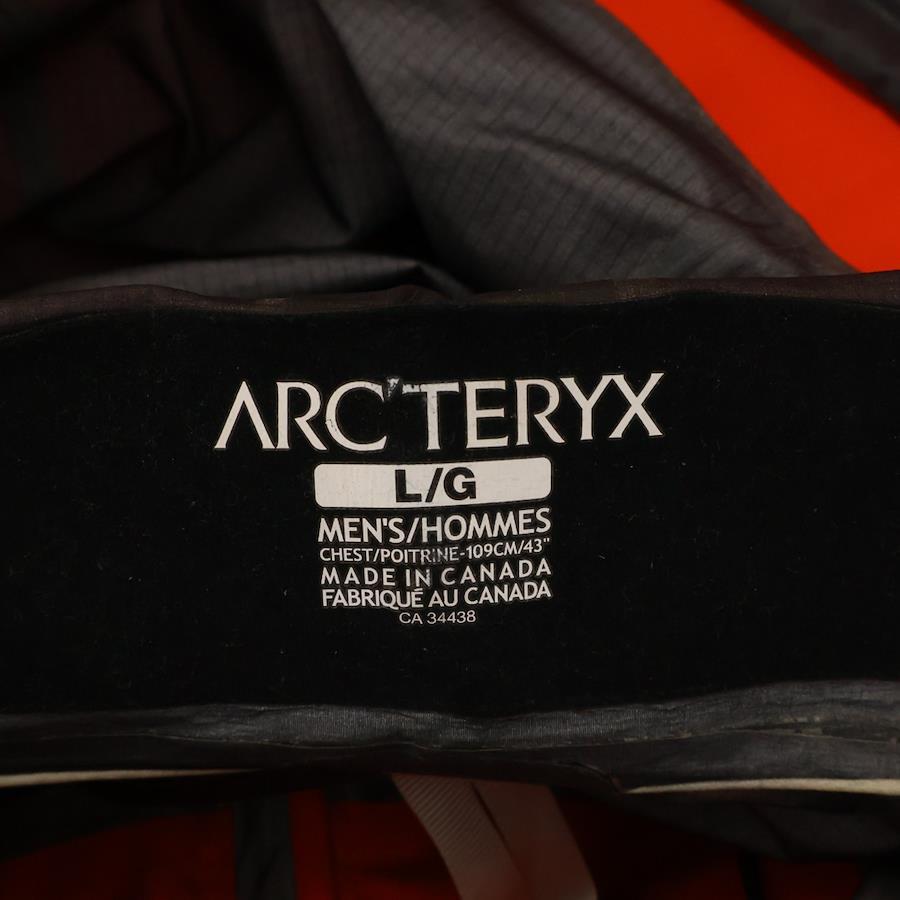 ARC'TERYX
L/G
MEN'S/HOMMES
CHEST/POITRINE-109CM/43"
MADE IN CANADA
FABRIQUÉ AU CANADA
CA 34438